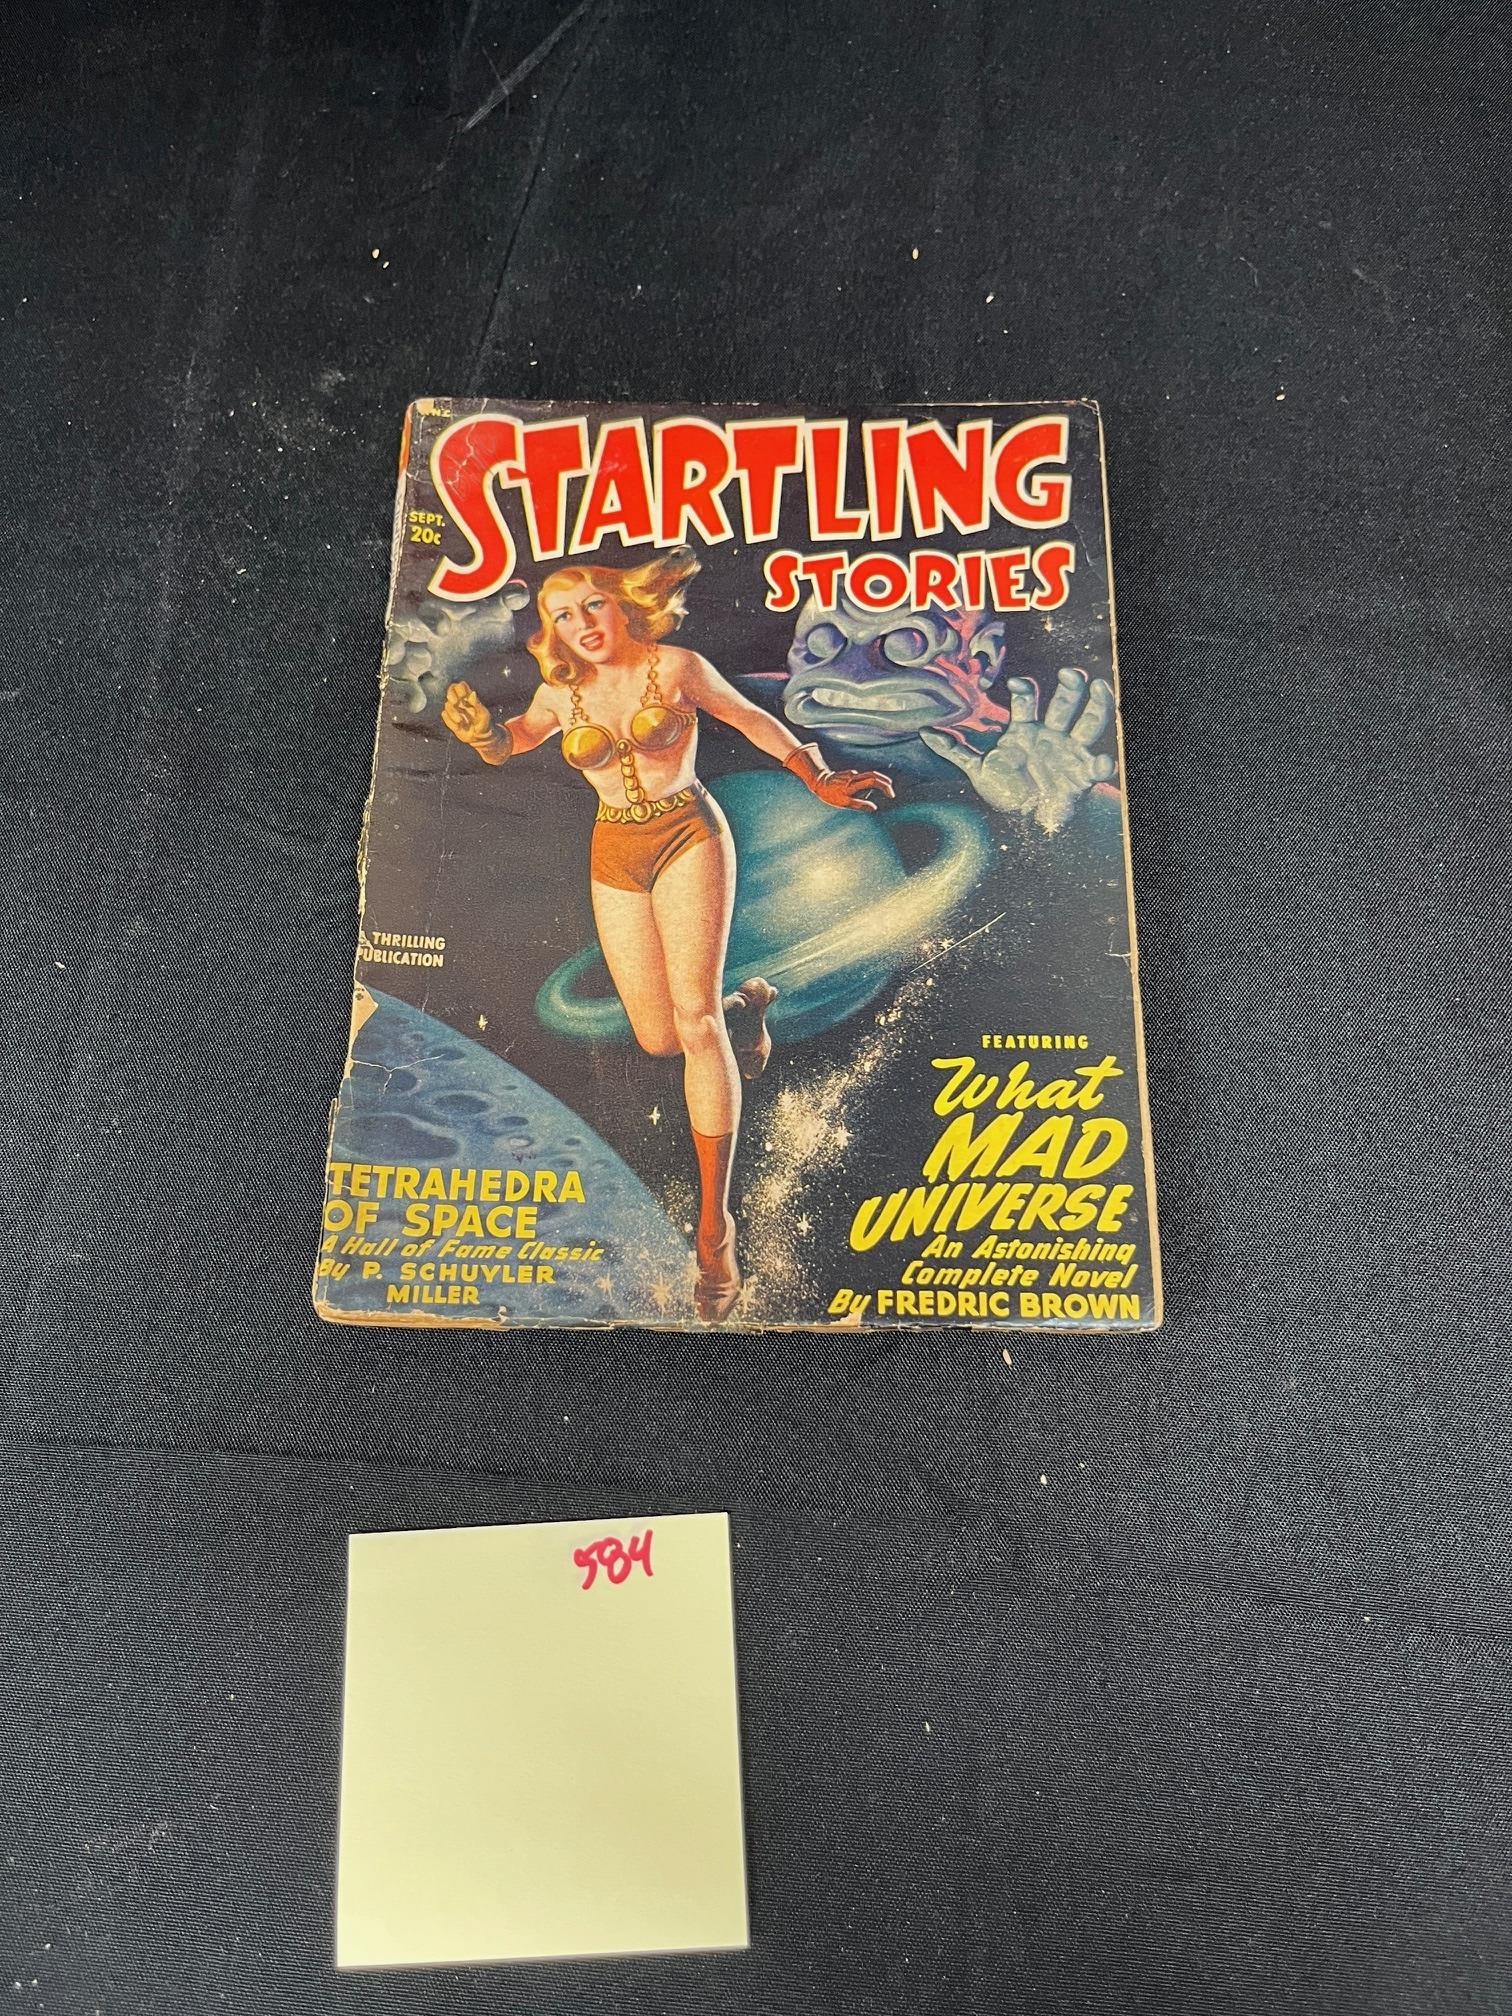 STARTLING
STORIES
SEPT.
20c
THRILLING
PUBLICATION
FEATURING
What
MAD
UNIVERSE
An Astonishing
Complete Novel
By FREDRIC BROWN
TETRAHEDRA
OF SPACE
A Hall of Fame Classic
By P. SCHUYLER
MILLER
584